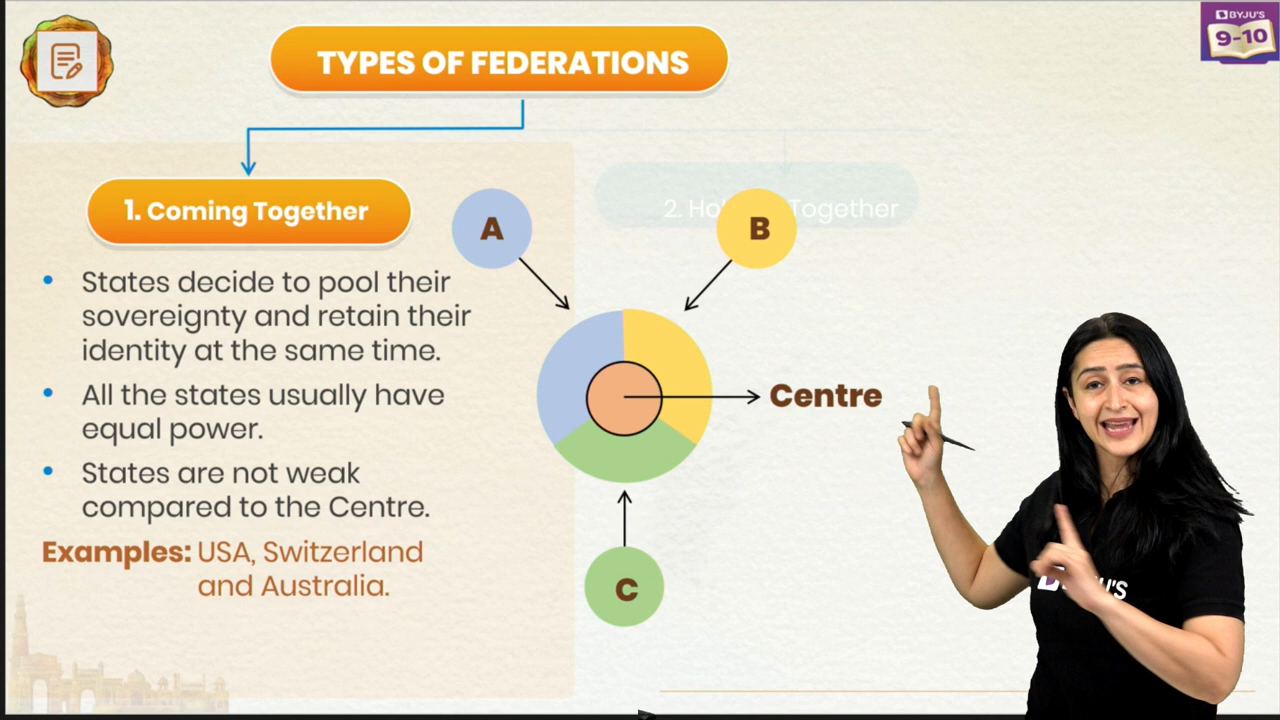 BYJU'S
9-10
TYPES OF FEDERATIONS
1. Coming Together
2. Together
A
B
• States decide to pool their
sovereignty and retain their
identity at the same time.
• All the states usually have
equal power.
• States are not weak
compared to the Centre.
Examples: USA, Switzerland
and Australia.
Centre
C